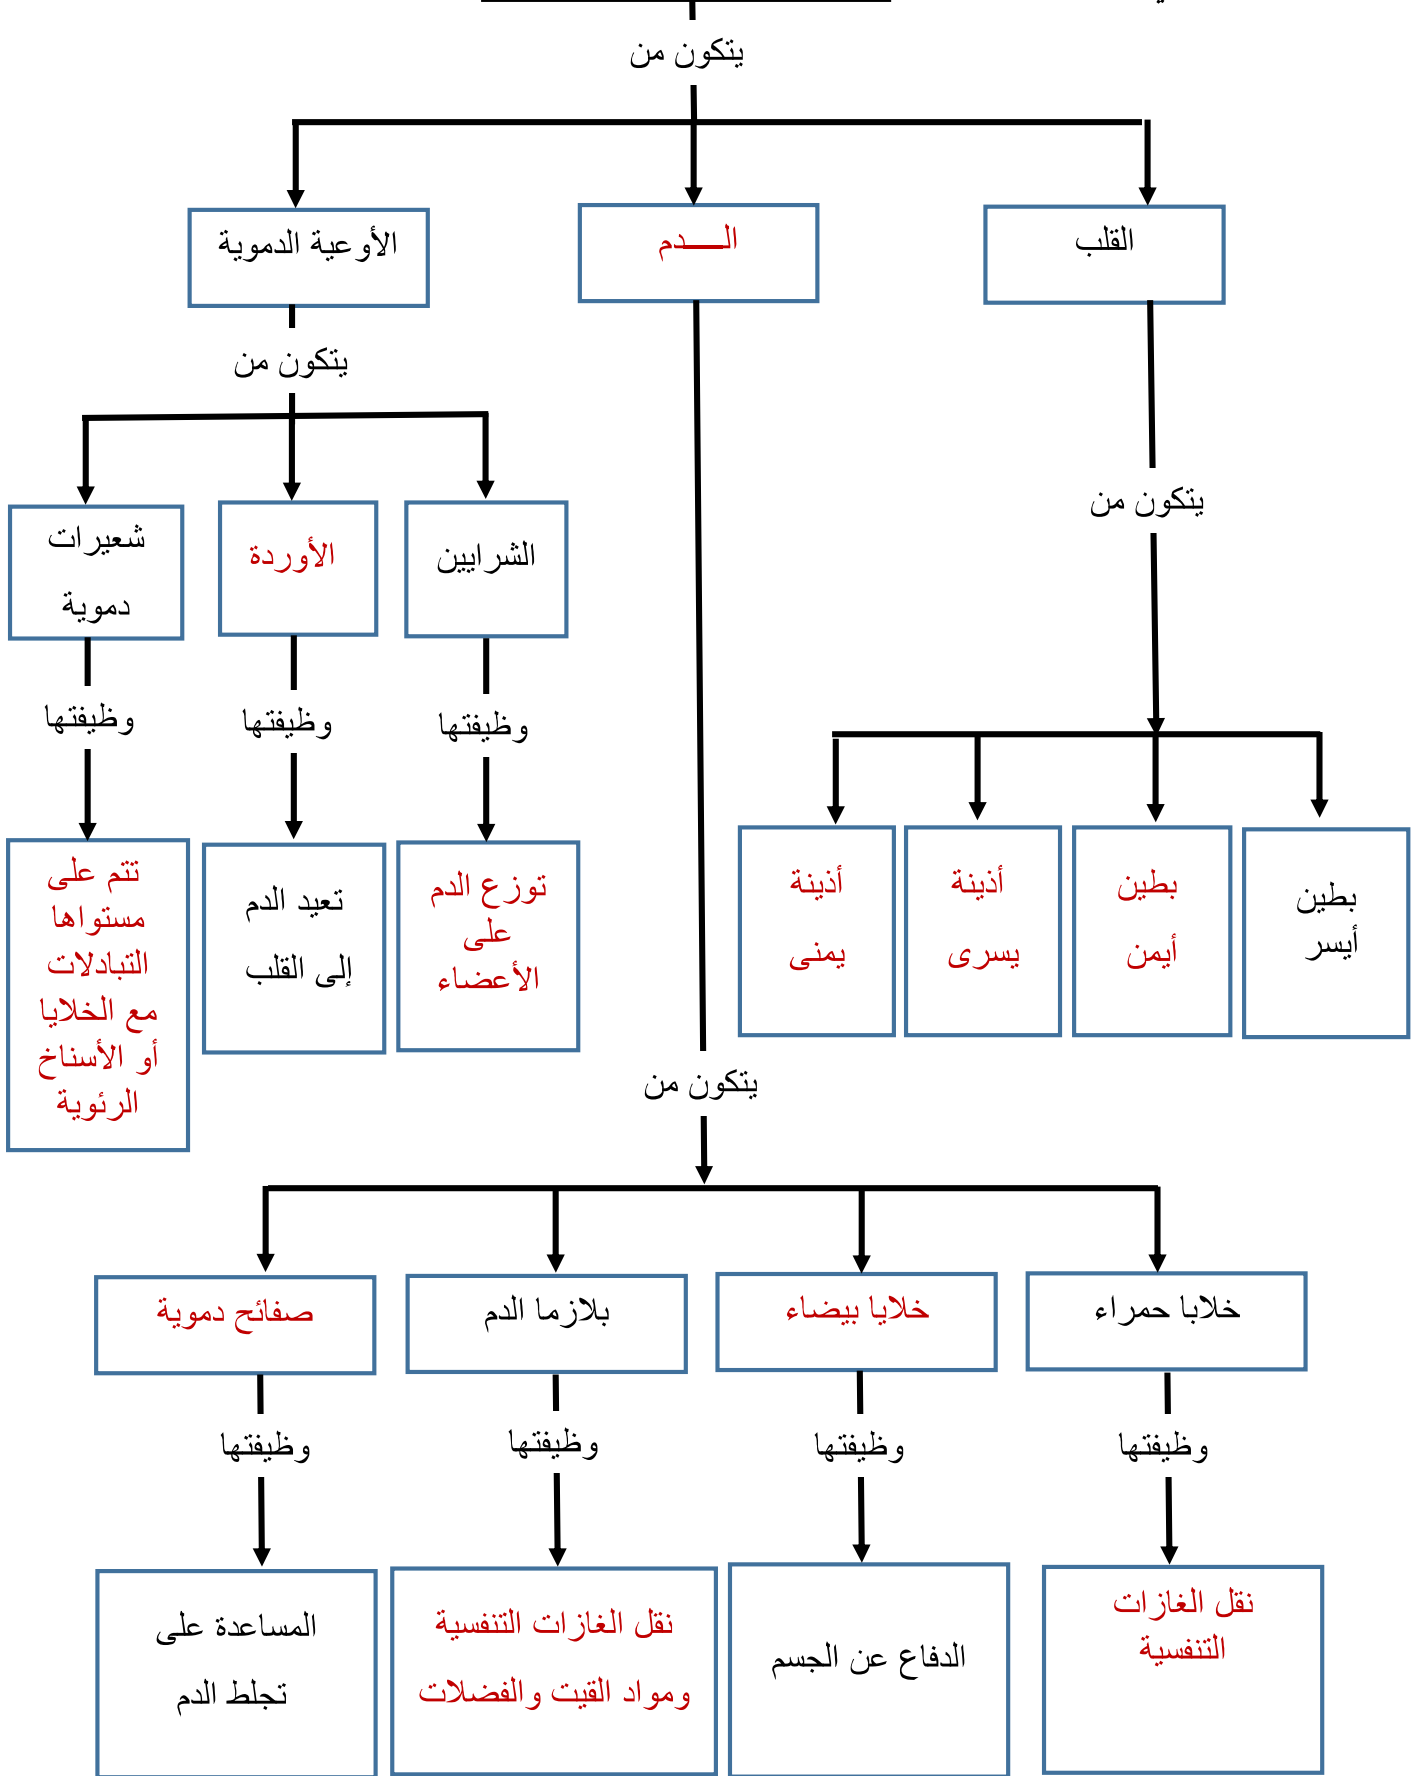 يتكون من
القلب
الـــــدم
الأوعية الدموية
يتكون من
يتكون من
الشرايين
الأوردة
شعيرات
دموية
وظيفتها
وظيفتها
وظيفتها
بطين
أيسر
بطين
أيمن
أذينة
يسرى
أذينة
يمنى
توزع الدم
على
الأعضاء
تعيد الدم
إلى القلب
تتم على
مستواها
التبادلات
مع الخلايا
أو الأسناخ
الرئوية
يتكون من
خلابا حمراء
خلايا بيضاء
بلازما الدم
صفائح دموية
وظيفتها
وظيفتها
وظيفتها
وظيفتها
نقل الغازات
التنفسية
الدفاع عن الجسم
نقل الغازات التنفسية
ومواد القيت والفضلات
المساعدة على
تجلط الدم